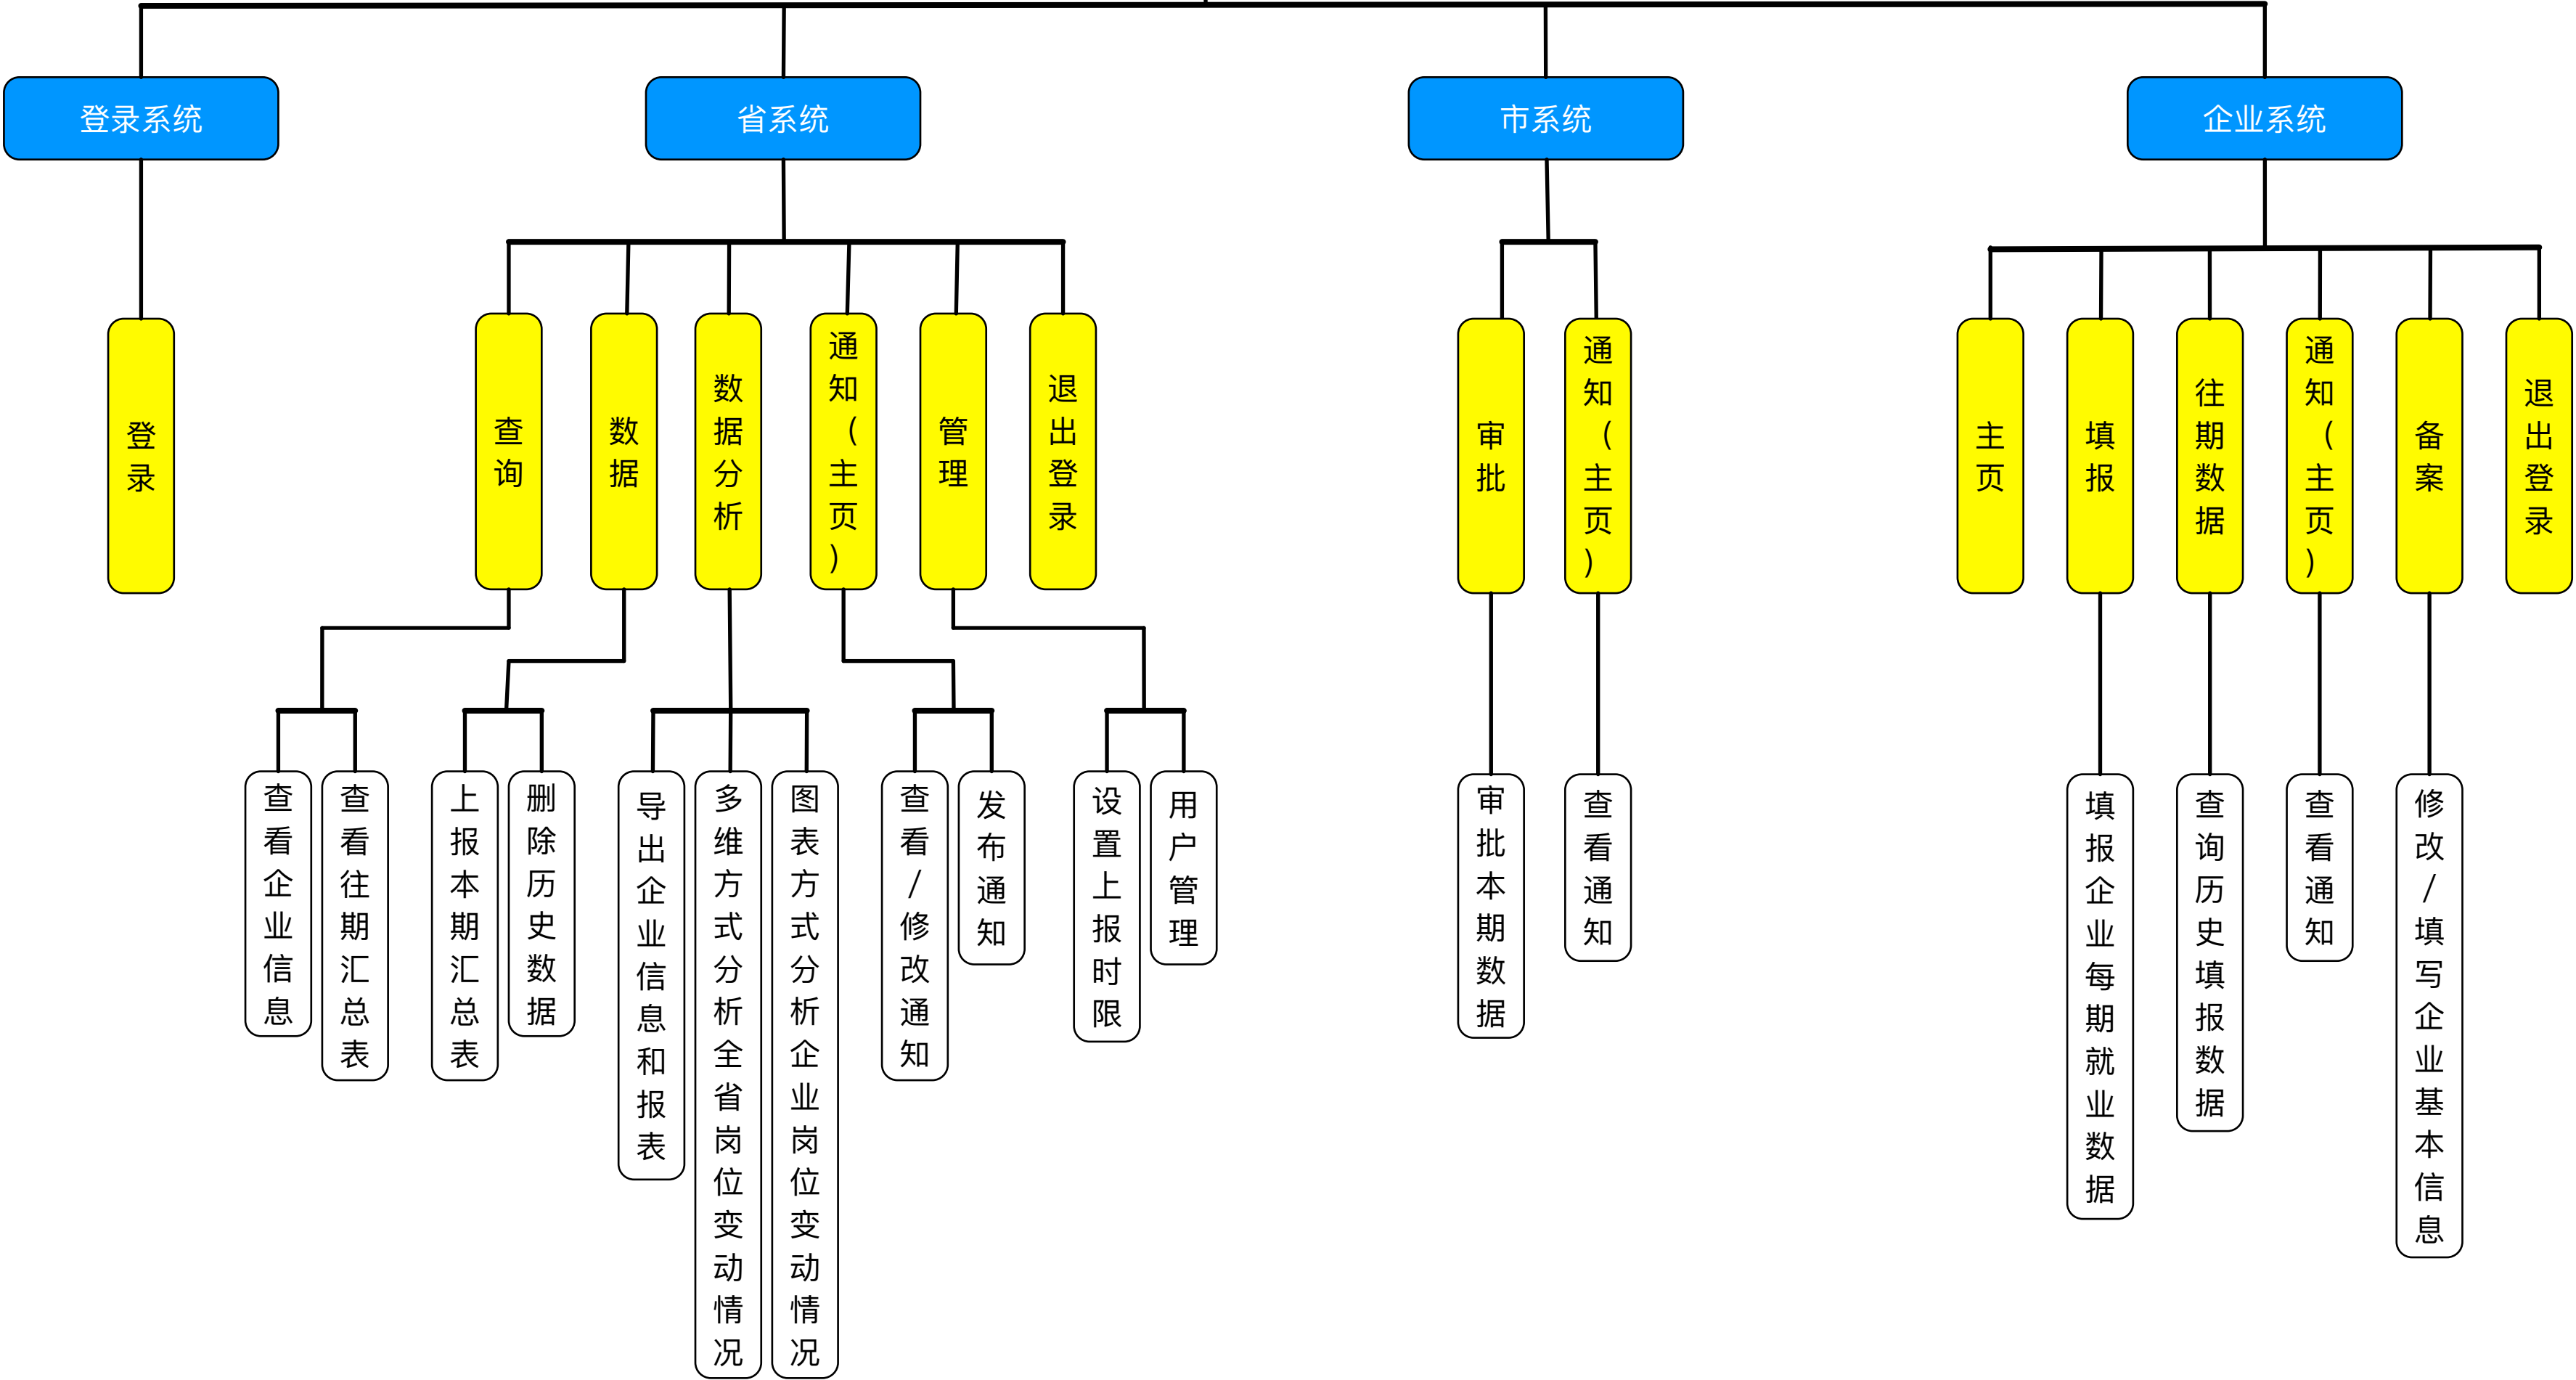 登录系统
省系统
市系统
企业系统
登录
查询
数据
数据分析
通知（主页）
管理
退出登录
审批
通知（主页）
主页
填报
往期数据
通知（主页）
备案
退出登录
查看企业信息
查看往期汇总表
上报本期汇总表
删除历史数据
导出企业信息和报表
多维方式分析全省岗位变动情况
图表方式分析企业岗位变动情况
查看/修改通知
发布通知
设置上报时限
用户管理
审批本期数据
查看通知
填报企业每期就业数据
查询历史填报数据
查看通知
修改/填写企业基本信息